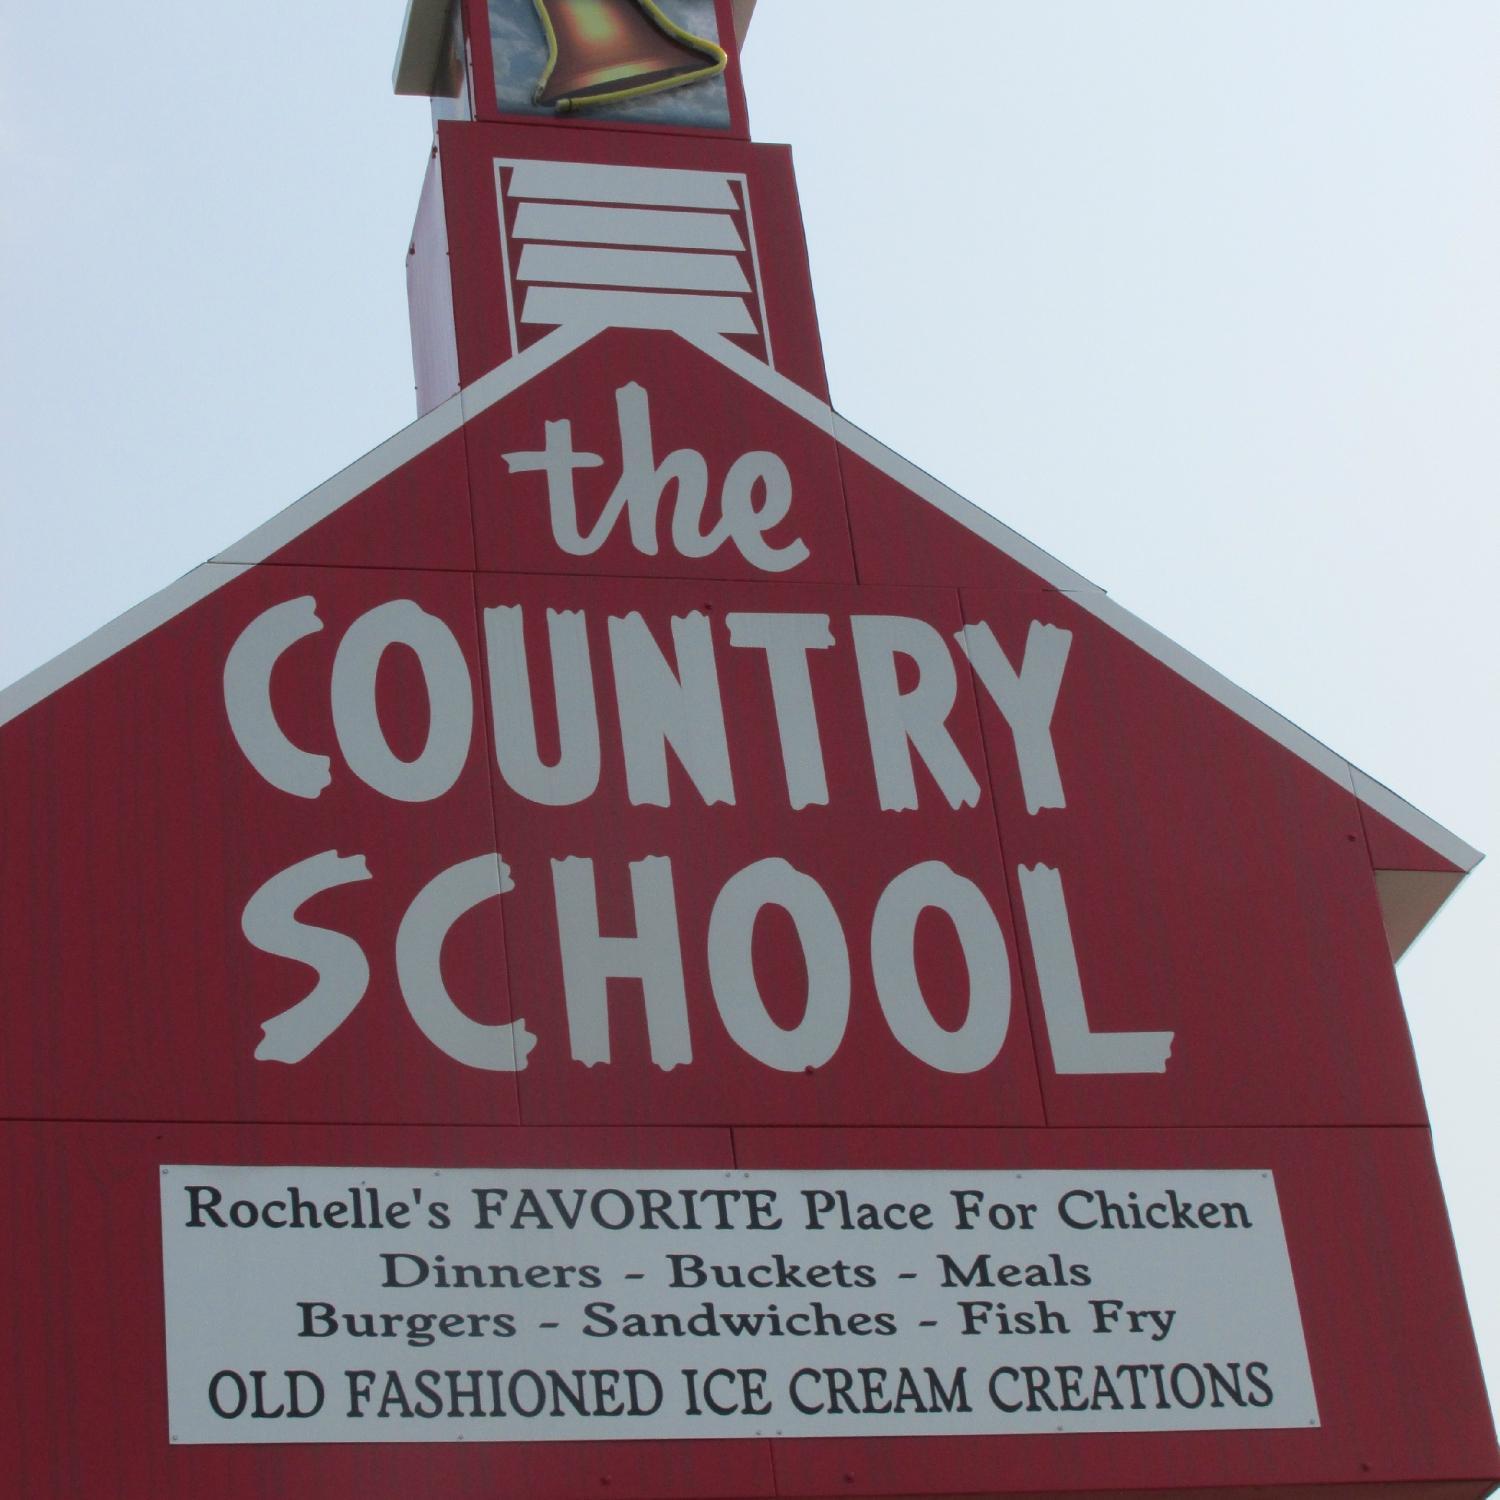 the
COUNTRY
SCHOOL
Rochelle's FAVORITE Place For Chicken
Dinners - Buckets - Meals
Burgers - Sandwiches - Fish Fry
OLD FASHIONED ICE CREAM CREATIONS